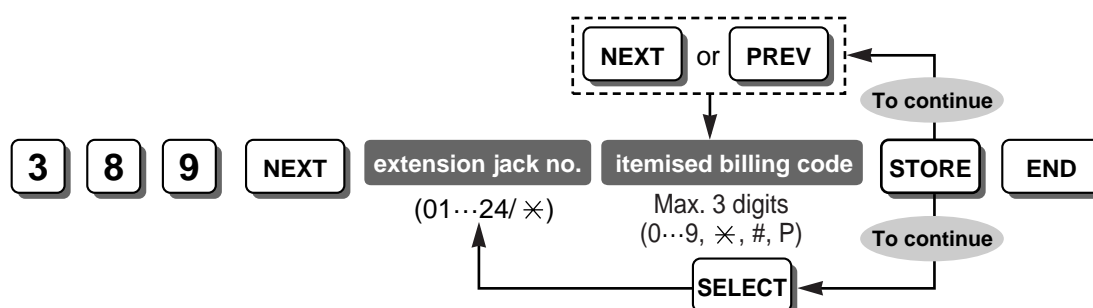 NEXT or PREV
To continue
3 8 9 NEXT extension jack no. itemised billing code STORE END
(01⋯24/ ✳) Max. 3 digits
(0⋯9, ✳, #, P)
To continue
SELECT